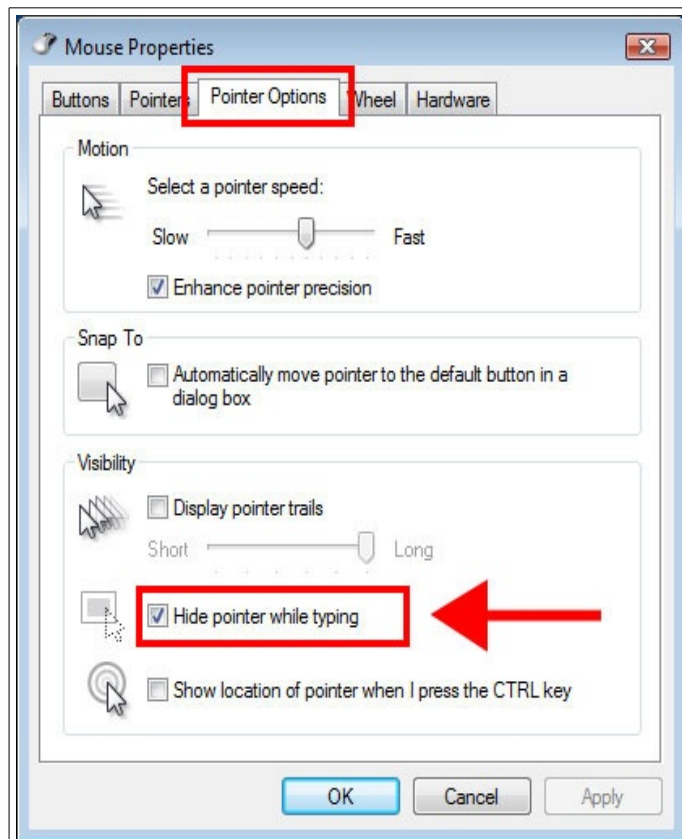 Mouse Properties
Buttons Pointers Pointer Options Wheel Hardware
Motion
Select a pointer speed:
Slow Fast
Enhance pointer precision
Snap To
Automatically move pointer to the default button in a
dialog box
Visibility
Display pointer trails
Short Long
Hide pointer while typing
Show location of pointer when I press the CTRL key
OK Cancel Apply